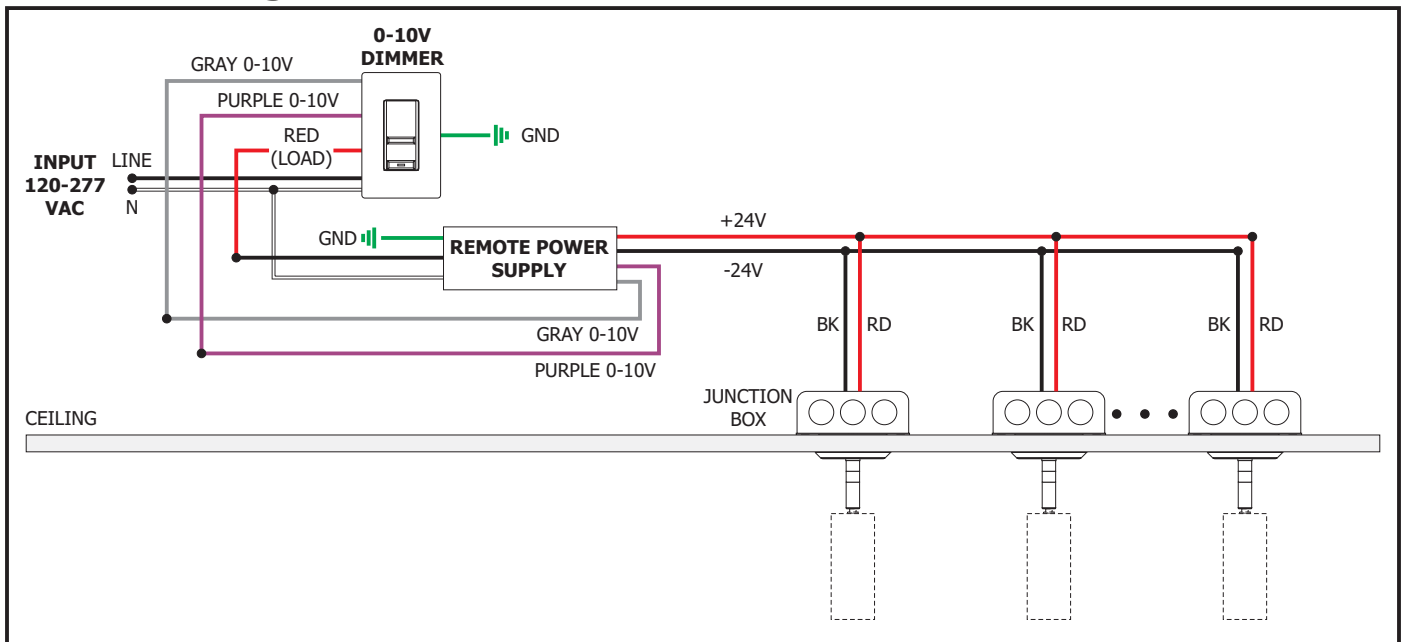 0-10V
DIMMER
GRAY 0-10V
PURPLE 0-10V
RED
(LOAD)
GND
INPUT
120-277
VAC
LINE
N
GND
REMOTE POWER
SUPPLY
+24V
-24V
GRAY 0-10V
PURPLE 0-10V
BK
RD
BK
RD
BK
RD
JUNCTION
BOX
CEILING